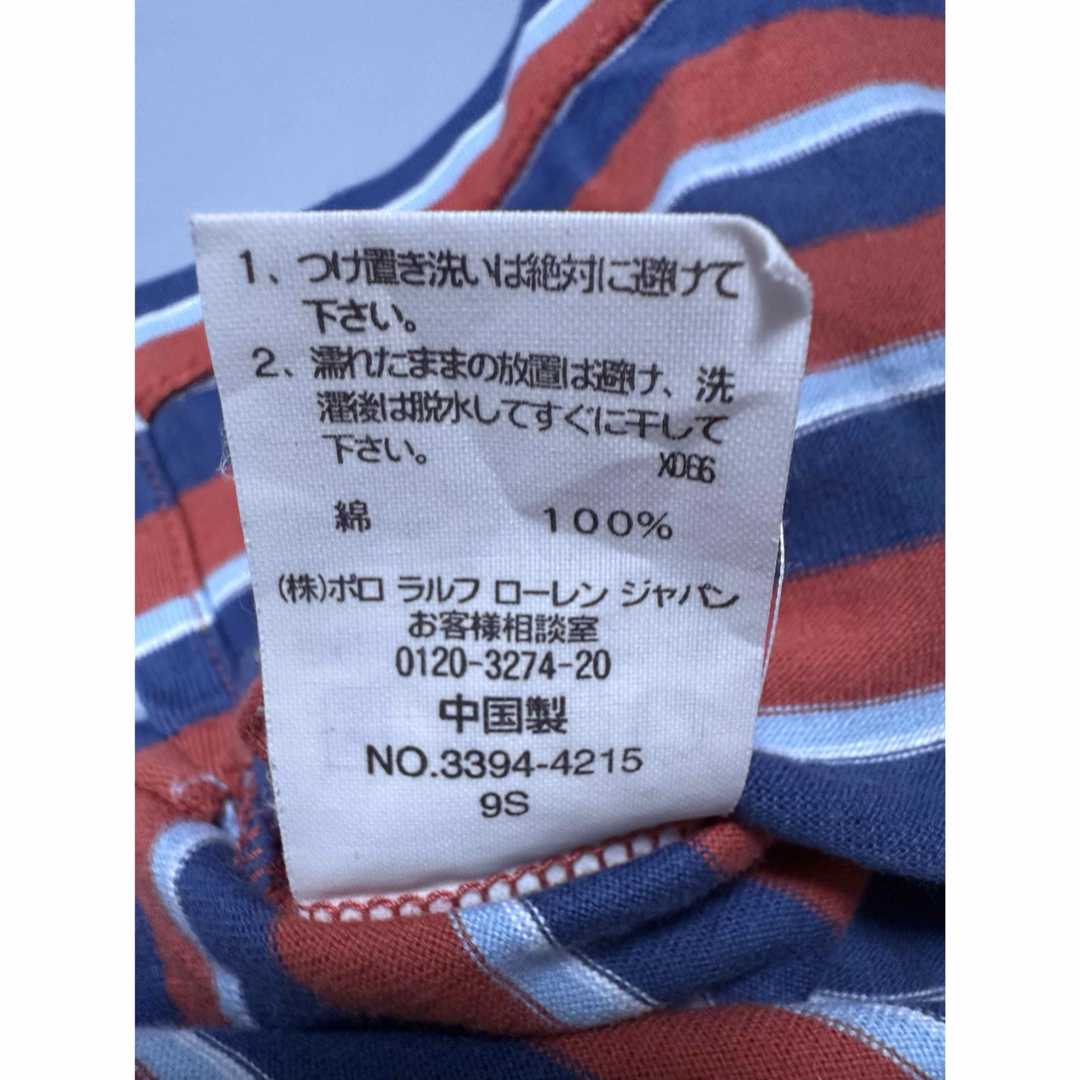 1、つけ置き洗いは絶対に避けて
下さい。
2、濡れたままの放置は避け、洗
濯後は脱水してすぐに干して
下さい。 X066
綿 100%
(株)ポロ ラルフ ローレン ジャパン
お客様相談室
0120-3274-20
中国製
NO.3394-4215
9S